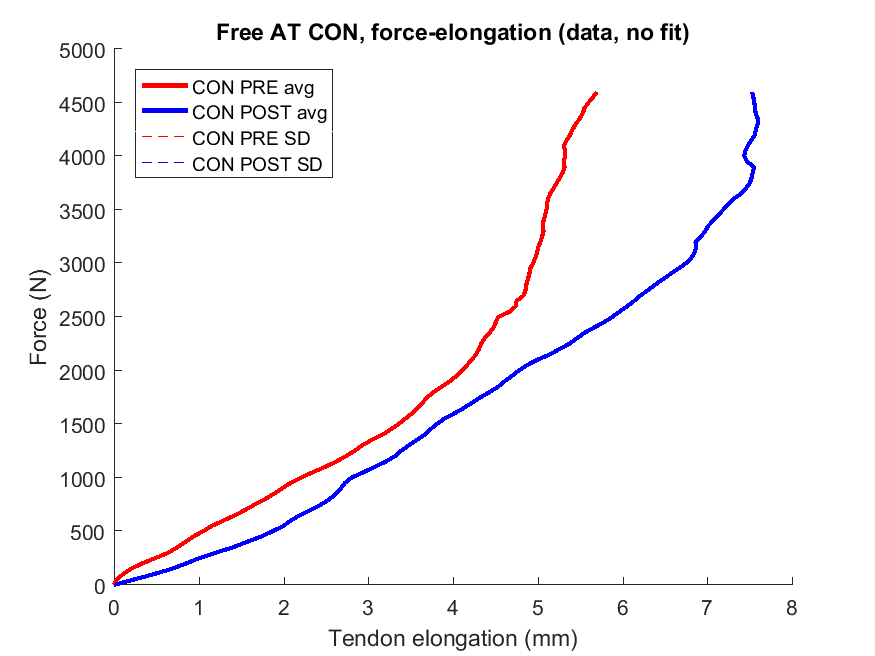 Free AT CON, force-elongation (data, no fit)
5000
4500
4000
3500
3000
2500
2000
1500
1000
500
0
Force (N)
CON PRE avg
CON POST avg
CON PRE SD
CON POST SD
0 1 2 3 4 5 6 7 8
Tendon elongation (mm)